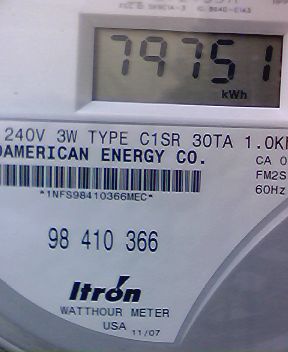 79751
kWh
240V 3W TYPE C1SR 30TA 1.0K
AMERICAN ENERGY CO.
CA 0
FM2S
60Hz
*1NFS98410366MEC*
98 410 366
Itron
WATTHOUR METER
USA 11/07